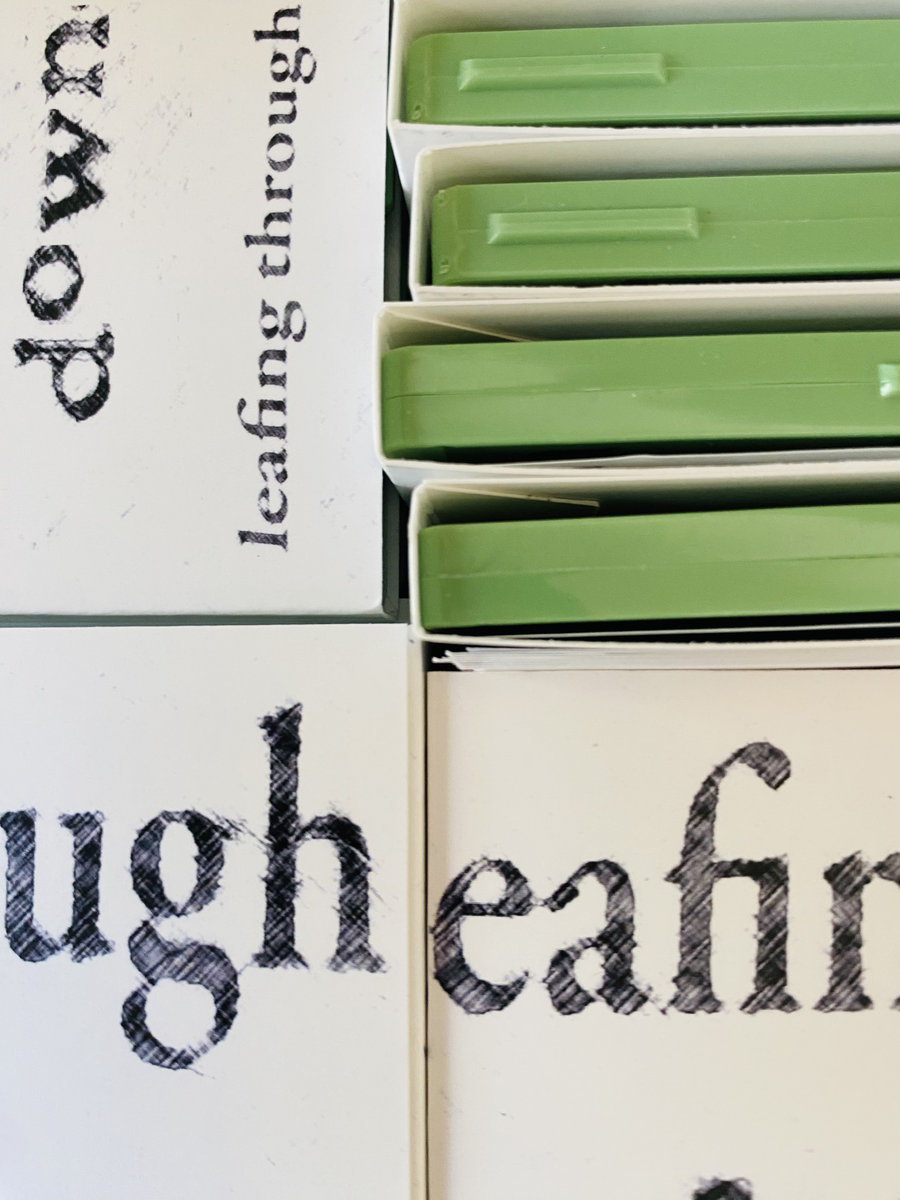 down
leafing through
ugh
eafin